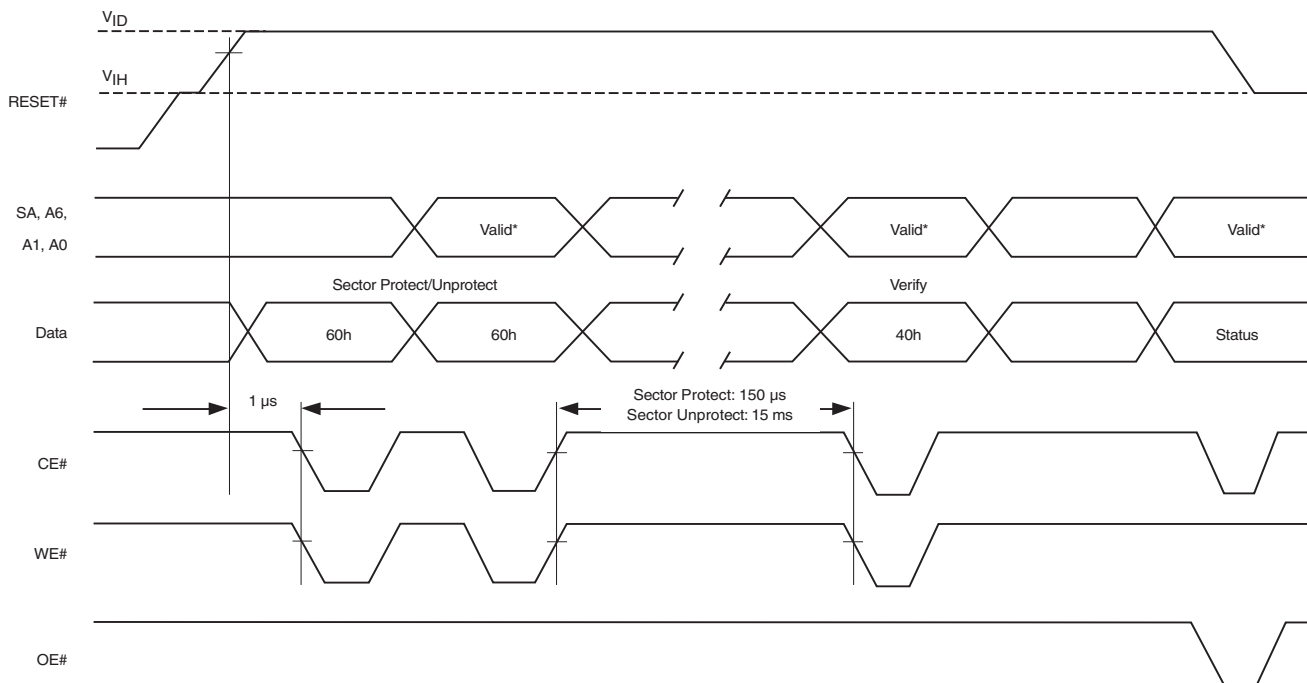 VID
VIH
RESET#
SA, A6,
A1, A0
Valid*
Valid*
Valid*
Sector Protect/Unprotect
Verify
Data
60h
60h
40h
Status
1 µs
Sector Protect: 150 µs
Sector Unprotect: 15 ms
CE#
WE#
OE#